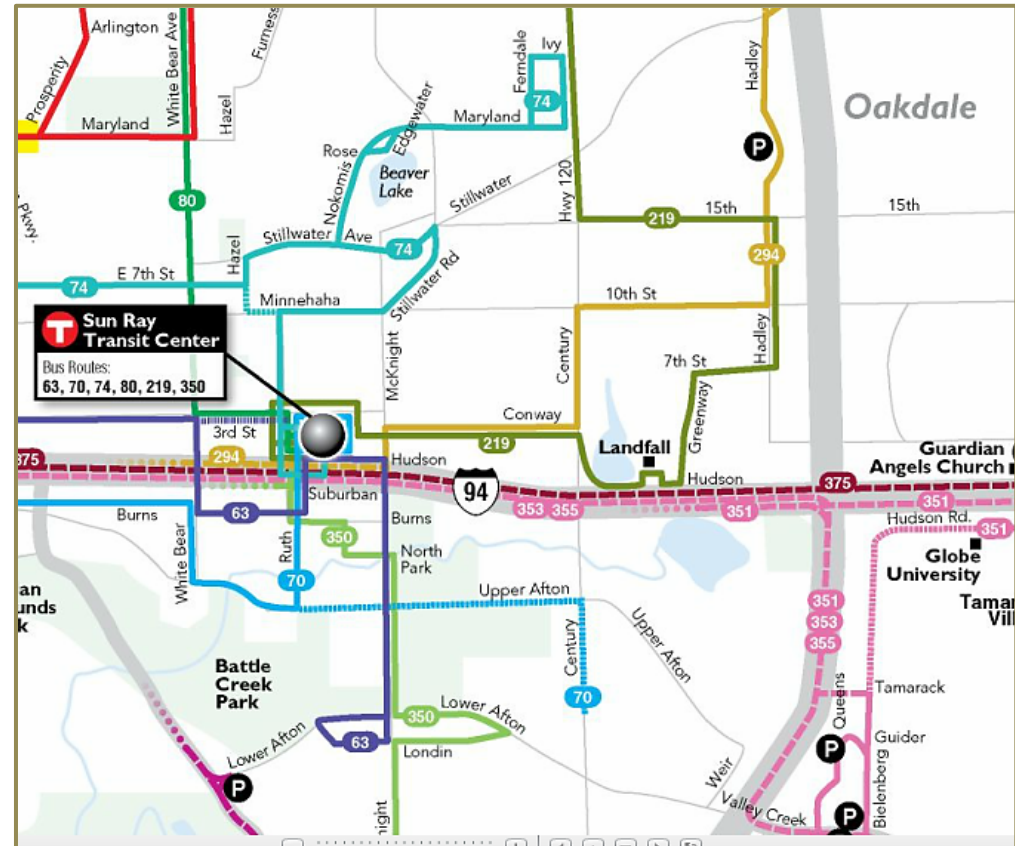 Arlington
Prosperity
White Bear Ave
Furness
Hazel
Maryland
Pkwy.
80
Ferndale
Ivy
74
Maryland
Edgewater
Rose
Beaver
Lake
Nokomis
Stillwater
Hwy 120
Hadley
P
Oakdale
219
15th
15th
294
Stillwater
Ave
74
Hazel
E 7th St
74
Minnehaha
Stillwater Rd
10th St
McKnight
Century
Hadley
7th St
Greenway
T
Sun Ray
Transit Center
Bus Routes:
63, 70, 74, 80, 219, 350
3rd St
294
375
Conway
219
Hudson
Landfall
Hudson
Guardian
Angels Church
375
94
353
355
351
351
Hudson Rd.
351
Globe
University
Suburban
Burns
63
350
Burns
North
Park
White Bear
Ruth
70
Upper Afton
Upper Afton
Century
70
351
353
355
Battle
Creek
Park
350
Lower Afton
63
Londin
Lower Afton
P
Weir
Valley Creek
Queens
Tamarack
Guider
Bielenberg
P
P